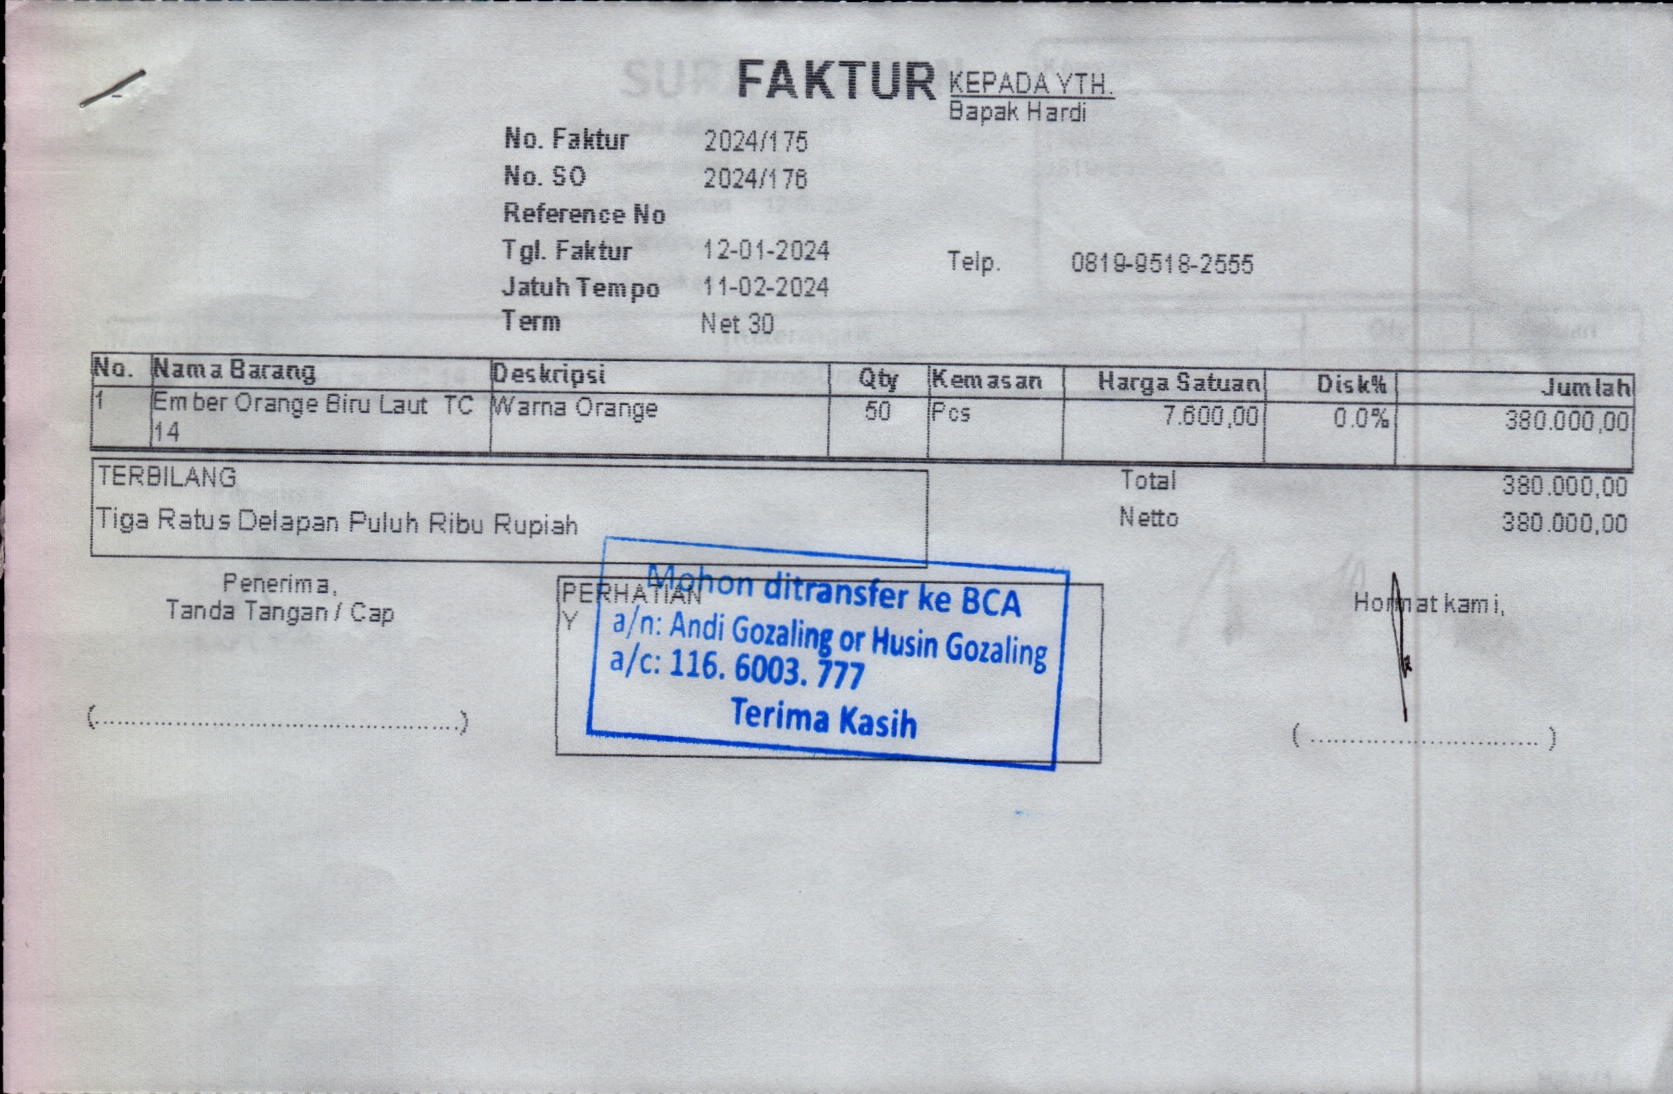 FAKTUR
KEPADA YTH.
Bapak Hardi
No. Faktur 2024/175
No. SO 2024/176
Reference No
Tgl. Faktur 12-01-2024
Jatuh Tempo 11-02-2024
Term Net 30
Telp. 0819-9518-2555
No. Nama Barang Deskripsi Qty Kemasan Harga Satuan Disk% Jumlah
1 Ember Orange Biru Laut TC Warna Orange 50 Pcs 7.600,00 0.0% 380.000,00
14
TERBILANG
Tiga Ratus Delapan Puluh Ribu Rupiah
Total 380.000,00
Netto 380.000,00
Penerima,
Tanda Tangan / Cap
(................................................)
PERHATIAN
Y
Mohon ditransfer ke BCA
a/n: Andi Gozaling or Husin Gozaling
a/c: 116. 6003. 777
Terima Kasih
Hormat kami,
( .............................. )